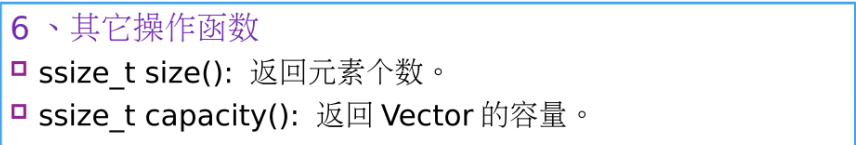 6 、其它操作函数
ssize_t size(): 返回元素个数。
ssize_t capacity(): 返回 Vector 的容量。